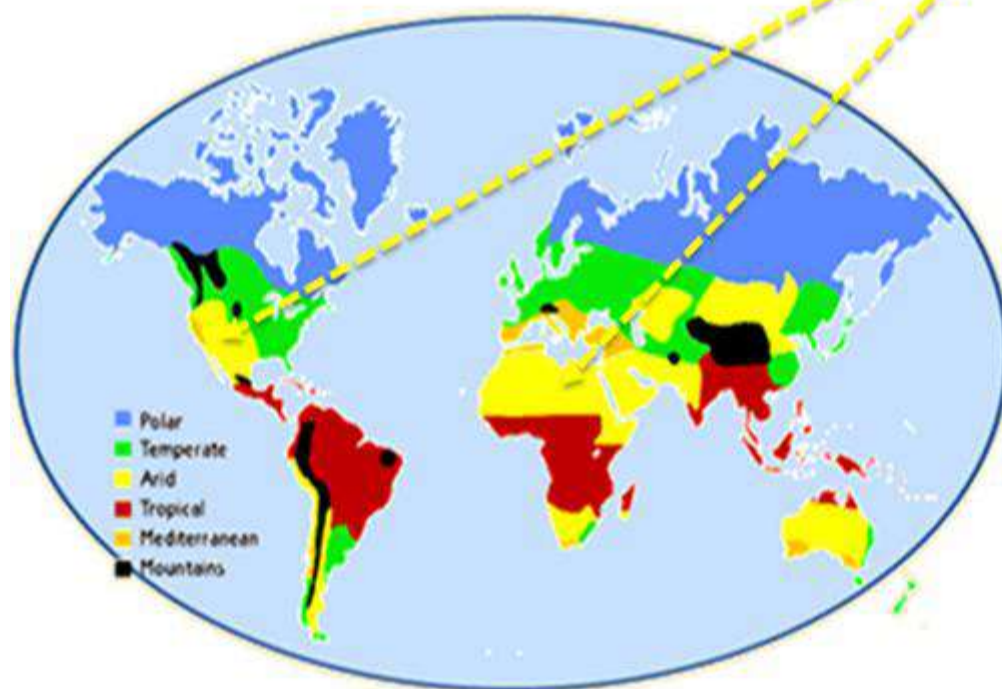 Polar
Temperate
Arid
Tropical
Mediterranean
Mountains